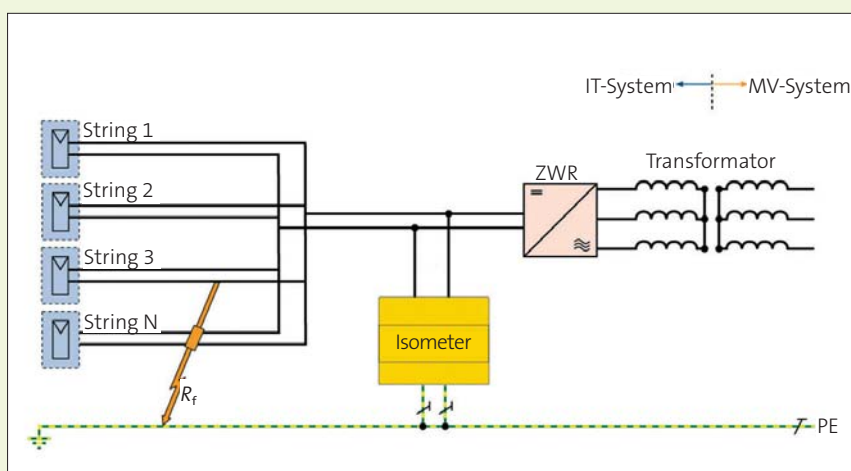 IT-System MV-System
String 1
ZWR
Transformator
String 2
String 3
String N
Isometer
Rf
PE